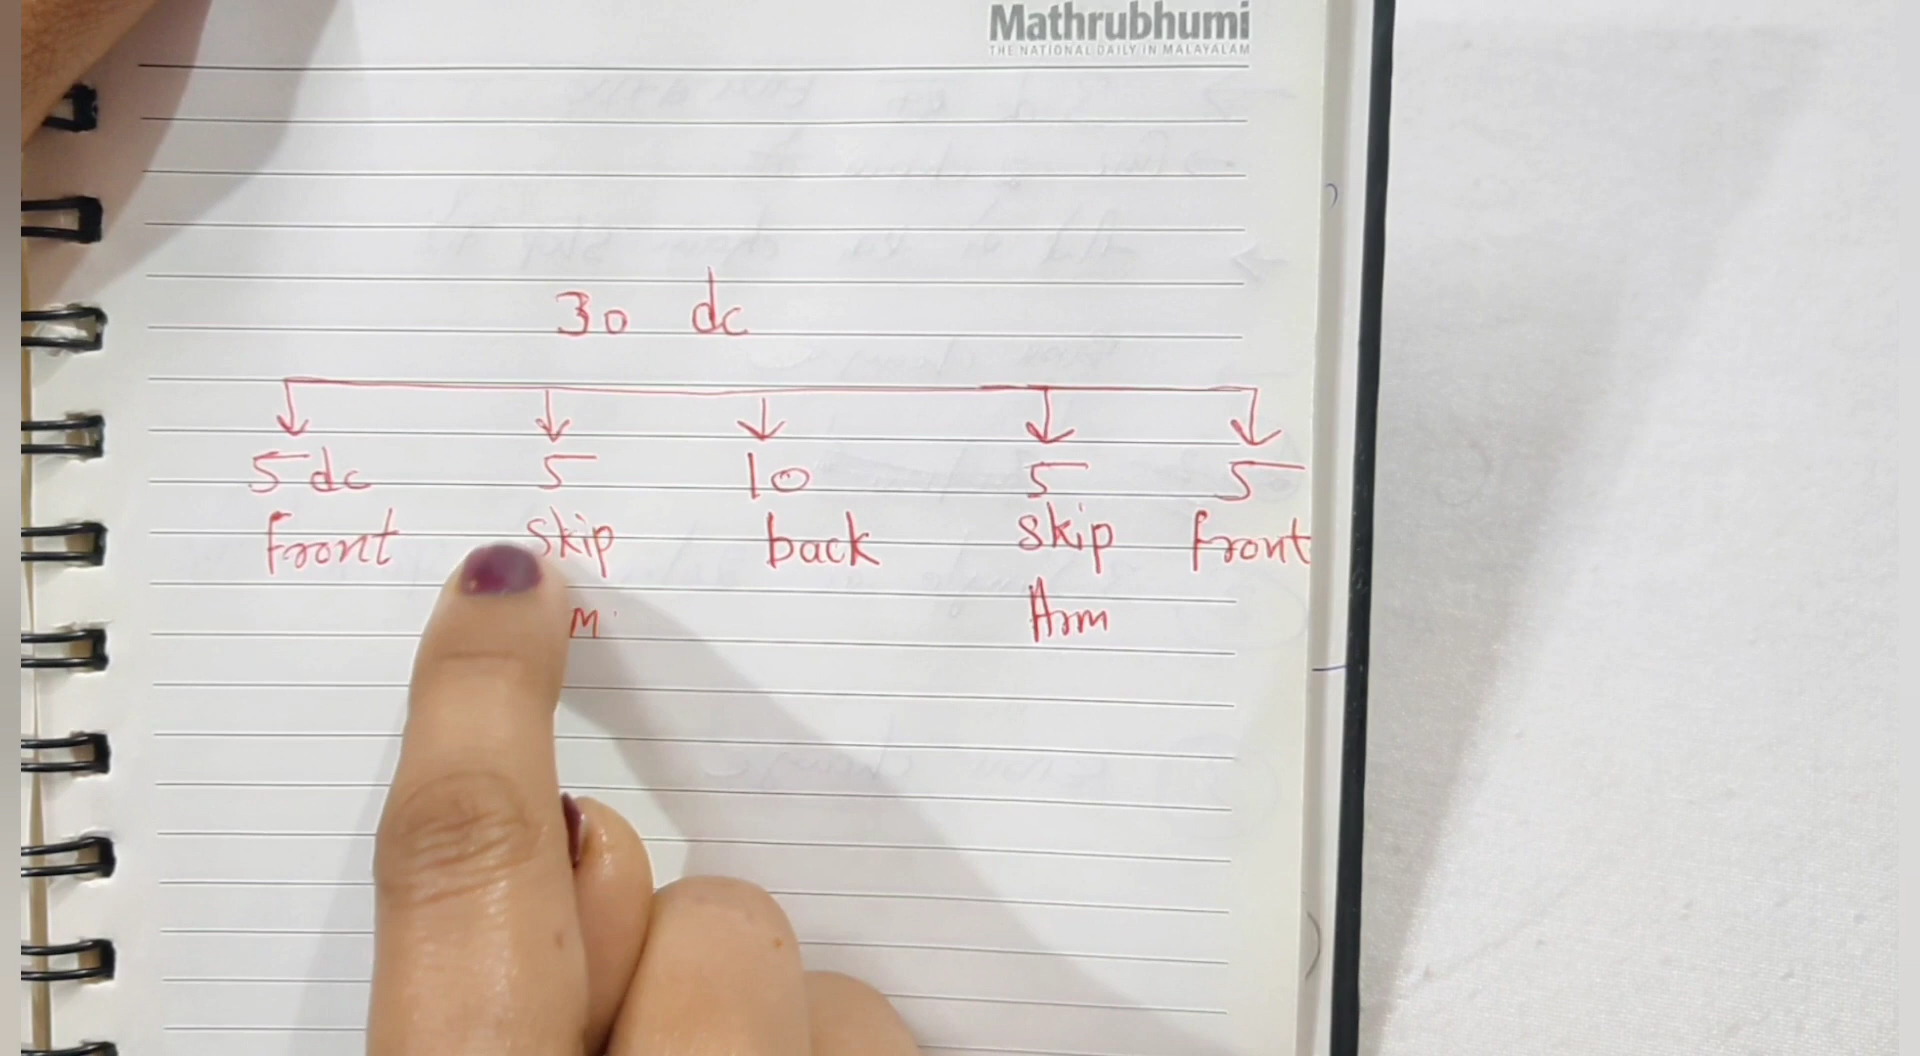 Mathrubhumi
THE NATIONAL DAILY IN MALAYALAM
30 dc
5 dc 5 10 5 5
front skip back skip front
Arm